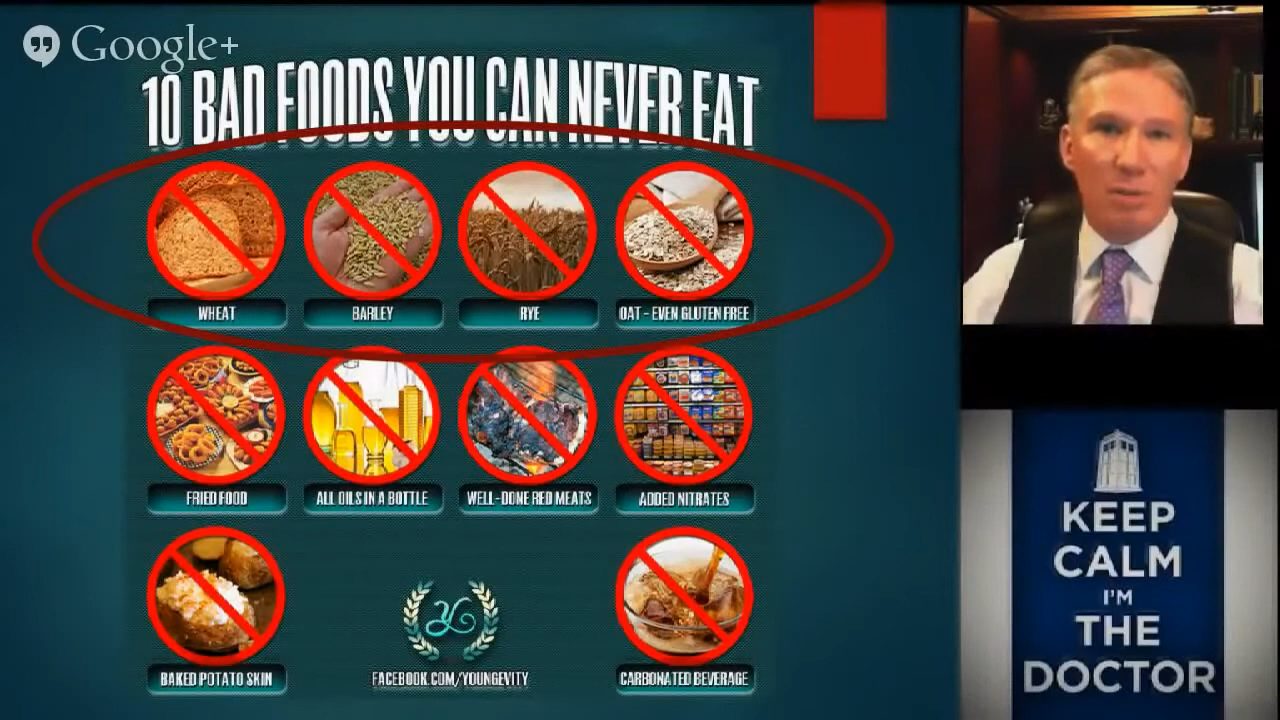 Google+
10 BAD FOODS YOU CAN NEVER EAT
WHEAT
BARLEY
RYE
OAT - EVEN GLUTEN FREE
FRIED FOOD
ALL OILS IN A BOTTLE
WELL-DONE RED MEATS
ADDED NITRATES
BAKED POTATO SKIN
FACEBOOK.COM/YOUNGEVITY
CARBONATED BEVERAGE
KEEP
CALM
I'M
THE
DOCTOR